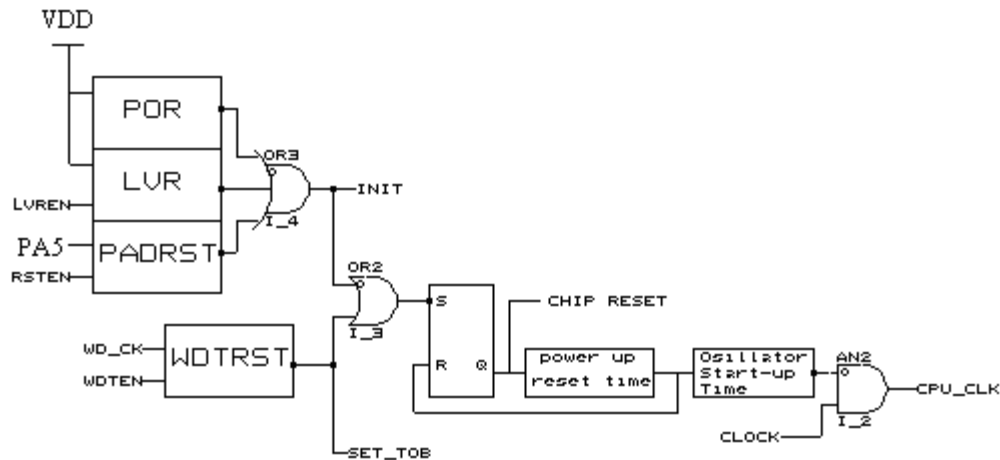 VDD
POR
OR3
LVR
INIT
LVREN
I_4
PA5
PADRST
RSTEN
OR2
S
CHIP RESET
I_3
WD_CK
WDTRST
WDTEN
R Q
power up
reset time
Osillator
Start-up
Time
AN2
CPU_CLK
I_2
CLOCK
SET_TOB